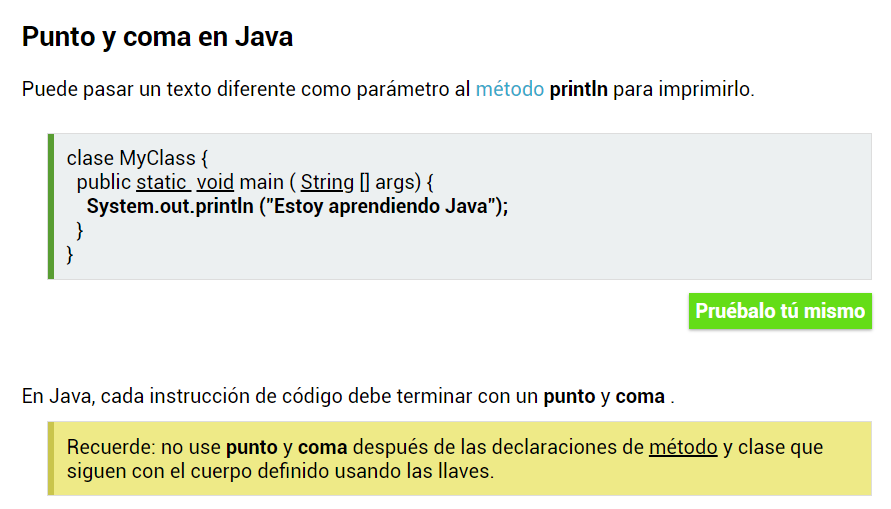 Punto y coma en Java
Puede pasar un texto diferente como parámetro al método println para imprimirlo.
clase MyClass {
public static void main ( String [] args) {
System.out.println ("Estoy aprendiendo Java");
}
}
Pruébalo tú mismo
En Java, cada instrucción de código debe terminar con un punto y coma .
Recuerde: no use punto y coma después de las declaraciones de método y clase que
siguen con el cuerpo definido usando las llaves.